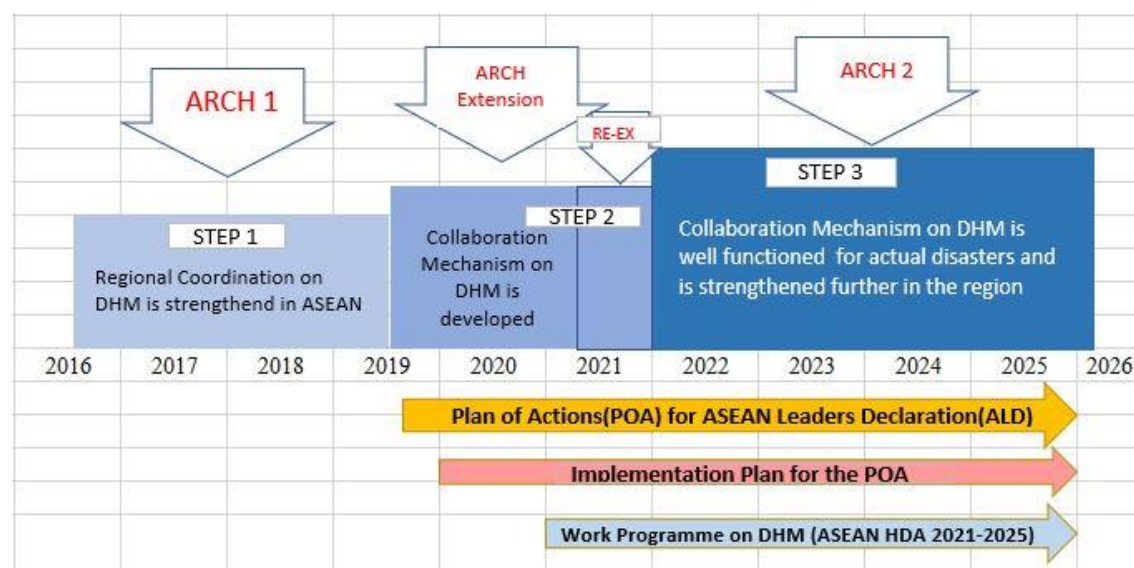 ARCH 1
ARCH
Extension
RE-EX
ARCH 2
STEP 1
Regional Coordination on
DHM is strengthend in ASEAN
STEP 2
Collaboration
Mechanism on
DHM is
developed
STEP 3
Collaboration Mechanism on DHM is
well functioned for actual disasters and
is strengthened further in the region
2016 2017 2018 2019 2020 2021 2022 2023 2024 2025 2026
Plan of Actions(POA) for ASEAN Leaders Declaration(ALD)
Implementation Plan for the POA
Work Programme on DHM (ASEAN HDA 2021-2025)